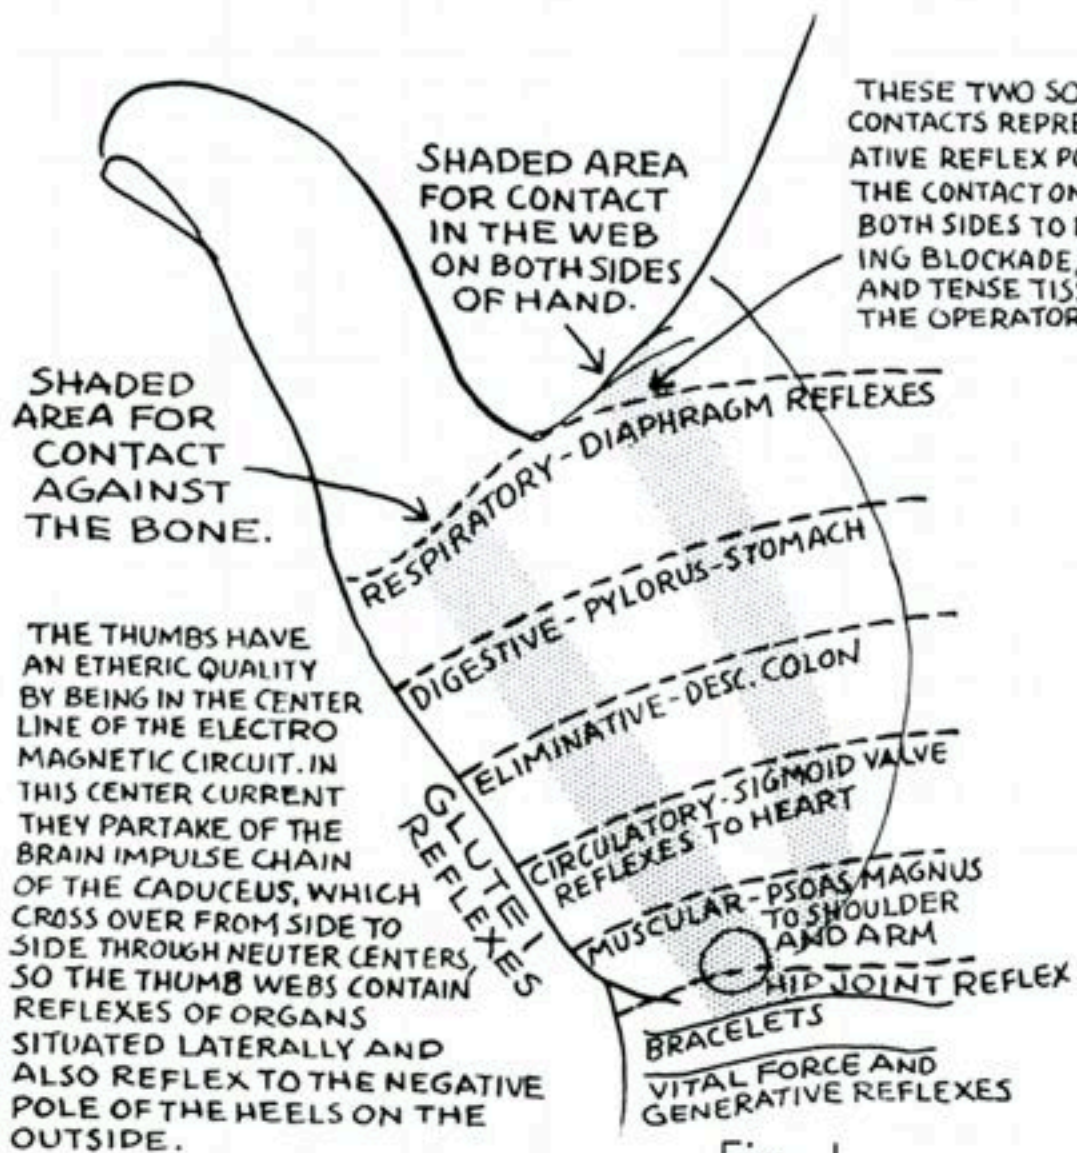 THESE TWO
CONTACTS
ATIVE REFLEX
THE CONTACT ON
BOTH SIDES TO
ING BLOCKADE,
AND TENSE
THE OPERATOR
SHADED AREA
FOR CONTACT
IN THE WEB
ON BOTH SIDES
OF HAND.
SHADED
AREA FOR
CONTACT
AGAINST
THE BONE.
RESPIRATORY - DIAPHRAGM REFLEXES
DIGESTIVE - PYLORUS - STOMACH
ELIMINATIVE - DESC. COLON
CIRCULATORY - SIGMOID VALVE
REFLEXES TO HEART
MUSCULAR - PSOAS MAGNUS
TO SHOULDER
AND ARM
HIP JOINT REFLEX
BRACELETS
VITAL FORCE AND
GENERATIVE REFLEXES
GLUTEI
REFLEXES
THE THUMBS HAVE
AN ETHERIC QUALITY
BY BEING IN THE CENTER
LINE OF THE ELECTRO
MAGNETIC CIRCUIT. IN
THIS CENTER CURRENT
THEY PARTAKE OF THE
BRAIN IMPULSE CHAIN
OF THE CADUCEUS, WHICH
CROSS OVER FROM SIDE TO
SIDE THROUGH NEUTER CENTERS,
SO THE THUMB WEBS CONTAIN
REFLEXES OF ORGANS
SITUATED LATERALLY AND
ALSO REFLEX TO THE NEGATIVE
POLE OF THE HEELS ON THE
OUTSIDE.